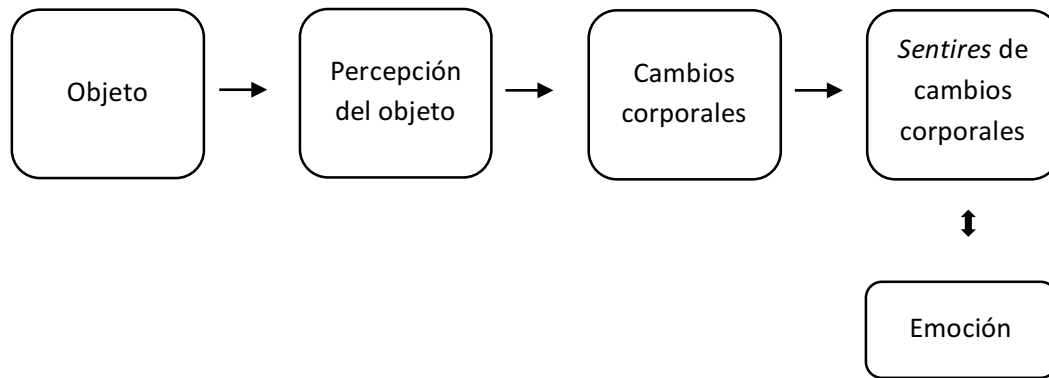 Objeto
Percepción
del objeto
Cambios
corporales
Sentires de
cambios
corporales
Emoción